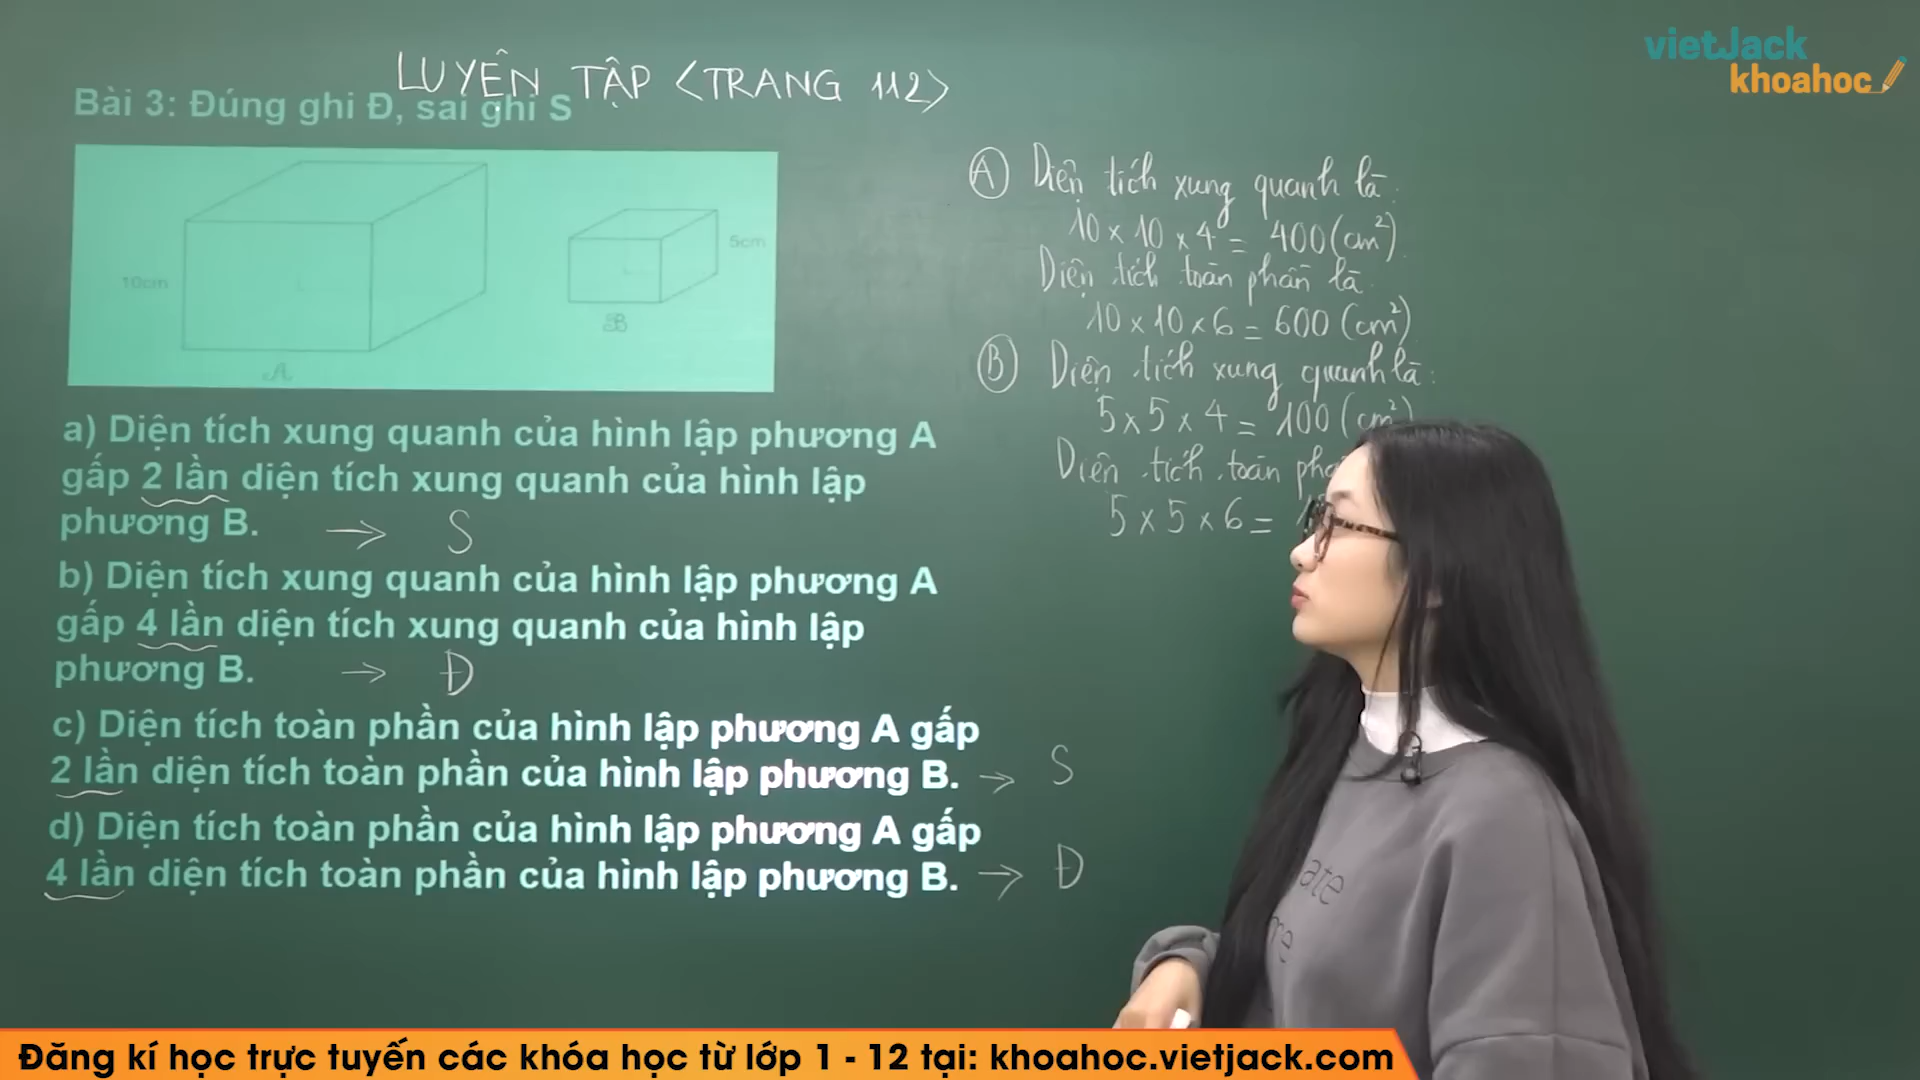 vietJack
khoahoc
LUYỆN TẬP <TRANG 112>
Bài 3: Đúng ghi Đ, sai ghi S
10cm
A
5cm
B
a) Diện tích xung quanh của hình lập phương A
gấp 2 lần diện tích xung quanh của hình lập
phương B. → S
b) Diện tích xung quanh của hình lập phương A
gấp 4 lần diện tích xung quanh của hình lập
phương B. → Đ
c) Diện tích toàn phần của hình lập phương A gấp
2 lần diện tích toàn phần của hình lập phương B. → S
d) Diện tích toàn phần của hình lập phương A gấp
4 lần diện tích toàn phần của hình lập phương B. → Đ
A Diện tích xung quanh là:
10 x 10 x 4 = 400 (cm²)
Diện tích toàn phần là
10 x 10 x 6 = 600 (cm²)
B Diện tích xung quanh là:
5 x 5 x 4 = 100 (cm²)
Diện tích toàn
5 x 5 x 6 =
Đăng kí học trực tuyến các khóa học từ lớp 1 - 12 tại: khoahoc.vietjack.com